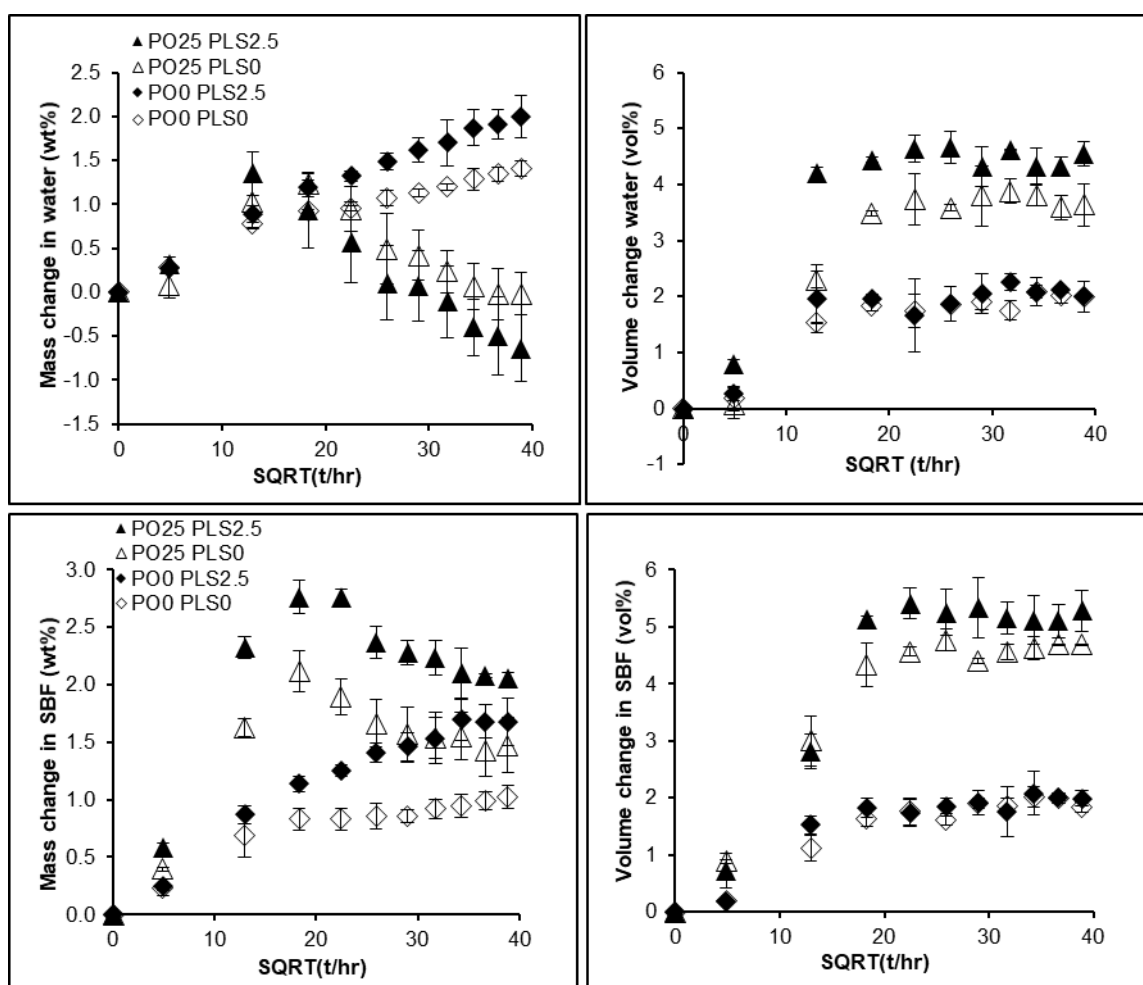 PO25 PLS2.5
PO25 PLS0
PO0 PLS2.5
PO0 PLS0
Mass change in water (wt%)
2.5
2.0
1.5
1.0
0.5
0.0
-0.5
-1.0
-1.5
0 10 20 30 40
SQRT(t/hr)
Volume change water (vol%)
6
5
4
3
2
1
0
-1
0 10 20 30 40
SQRT (t/hr)
PO25 PLS2.5
PO25 PLS0
PO0 PLS2.5
PO0 PLS0
Mass change in SBF (wt%)
3.0
2.5
2.0
1.5
1.0
0.5
0.0
0 10 20 30 40
SQRT(t/hr)
Volume change in SBF (vol%)
6
5
4
3
2
1
0
0 10 20 30 40
SQRT(t/hr)